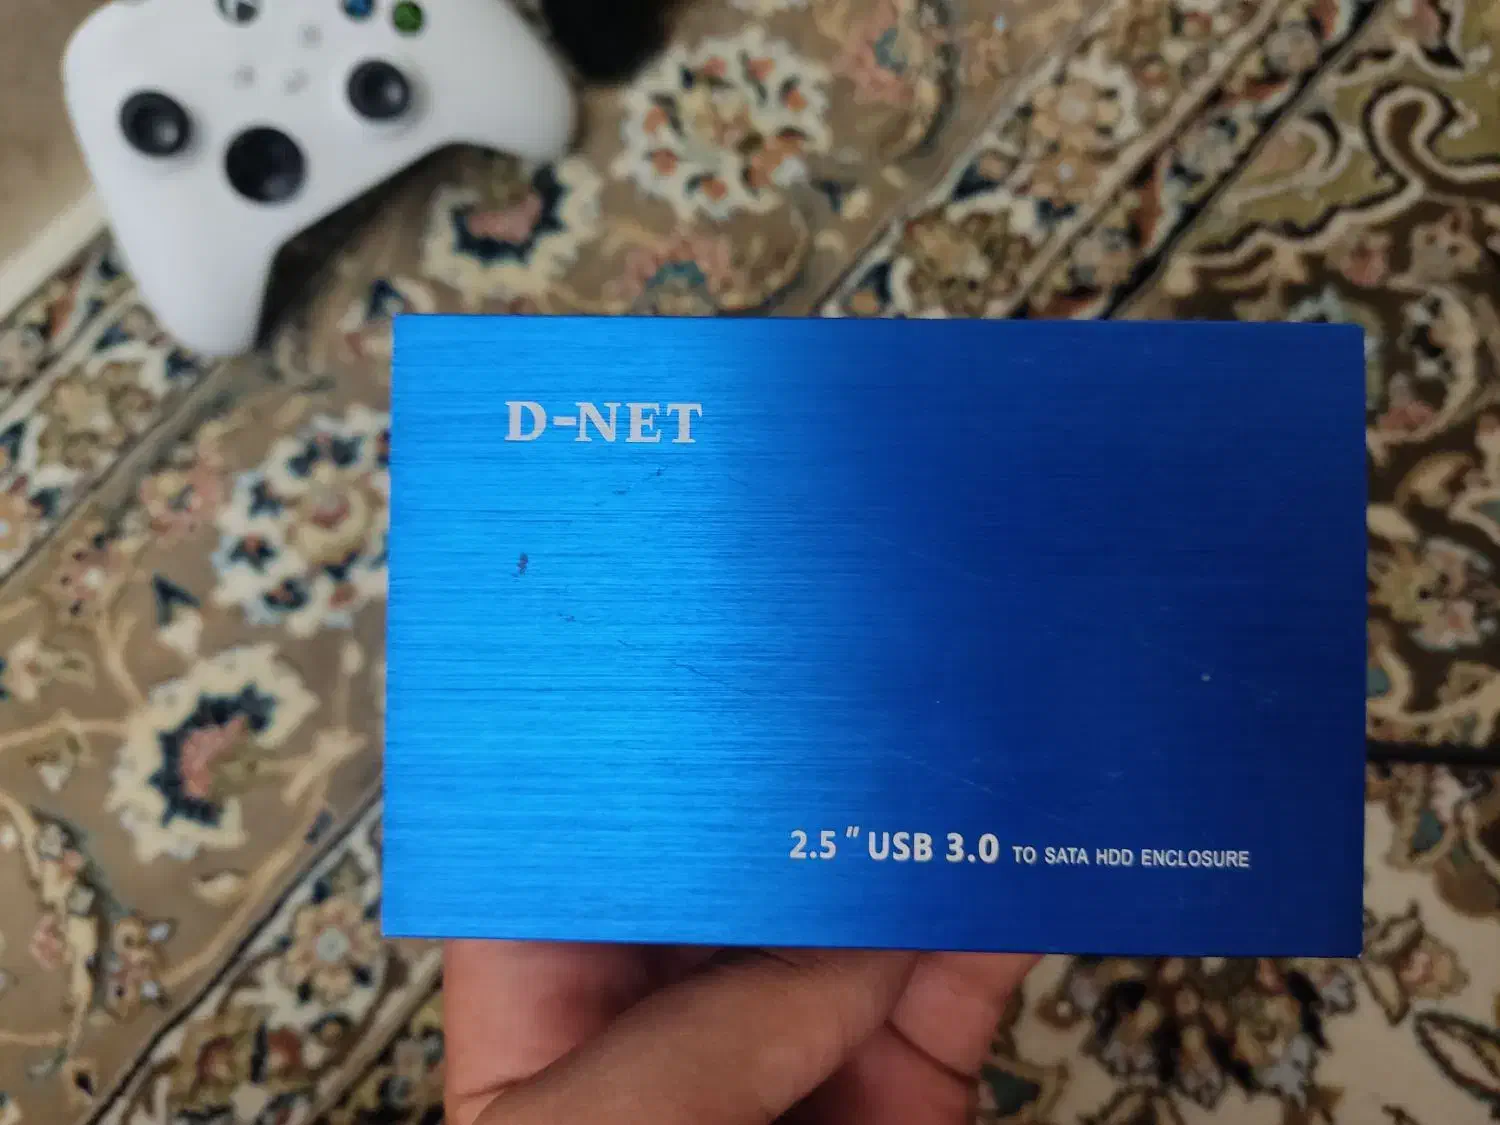 D-NET
2.5" USB 3.0 TO SATA HDD ENCLOSURE